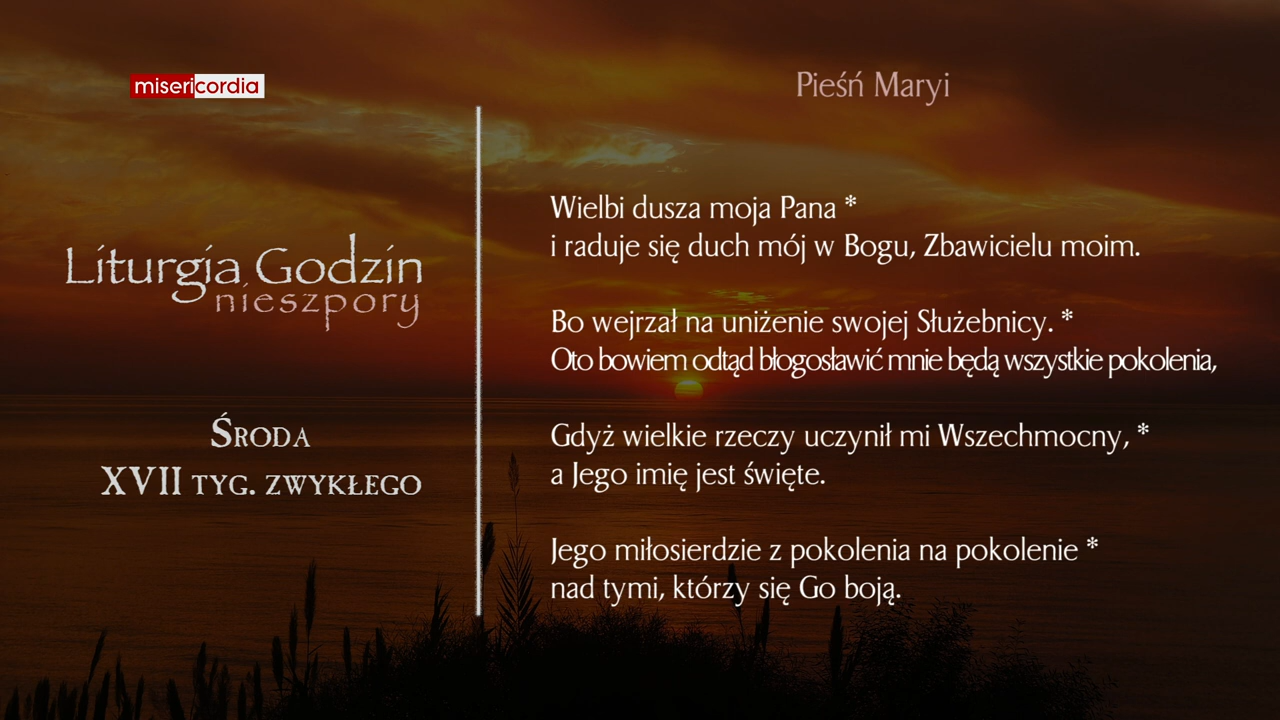 misericordia
Liturgia Godzin
nieszpory
Środa
XVII tyg. zwykłego
Pieśń Maryi
Wielbi dusza moja Pana *
i raduje się duch mój w Bogu, Zbawicielu moim.
Bo wejrzał na uniżenie swojej Służebnicy. *
Oto bowiem odtąd błogosławić mnie będą wszystkie pokolenia,
Gdyż wielkie rzeczy uczynił mi Wszechmocny, *
a Jego imię jest święte.
Jego miłosierdzie z pokolenia na pokolenie *
nad tymi, którzy się Go boją.